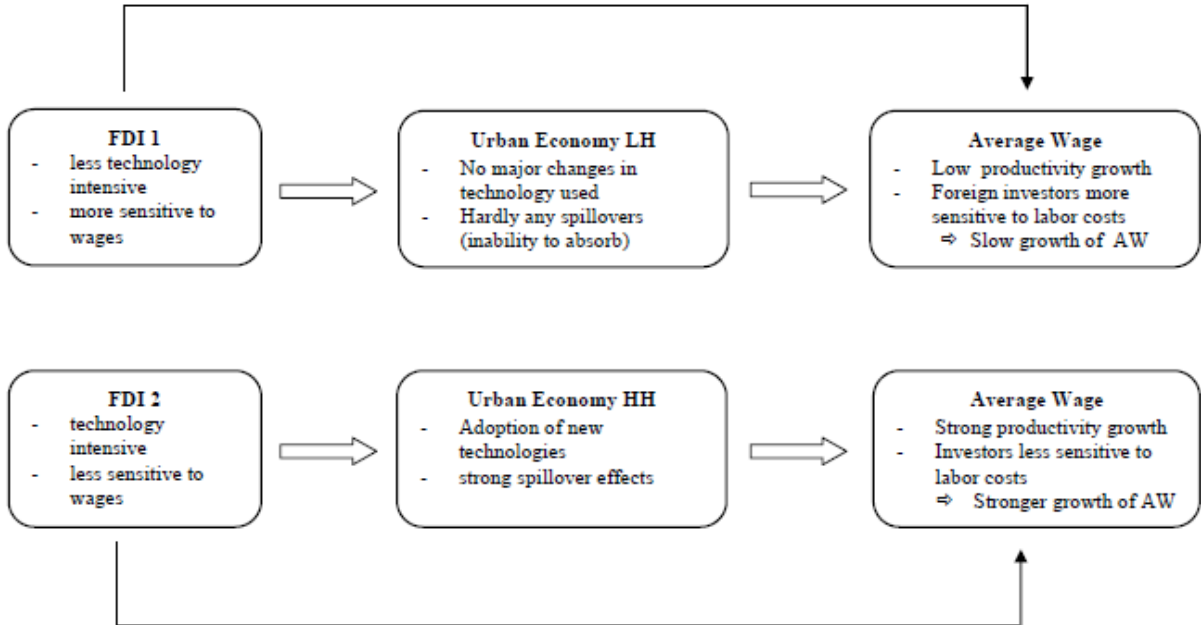 FDI 1
- less technology
intensive
- more sensitive to
wages
Urban Economy LH
- No major changes in
technology used
- Hardly any spillovers
(inability to absorb)
Average Wage
- Low productivity growth
- Foreign investors more
sensitive to labor costs
⇨ Slow growth of AW
FDI 2
- technology
intensive
- less sensitive to
wages
Urban Economy HH
- Adoption of new
technologies
- strong spillover effects
Average Wage
- Strong productivity growth
- Investors less sensitive to
labor costs
⇨ Stronger growth of AW